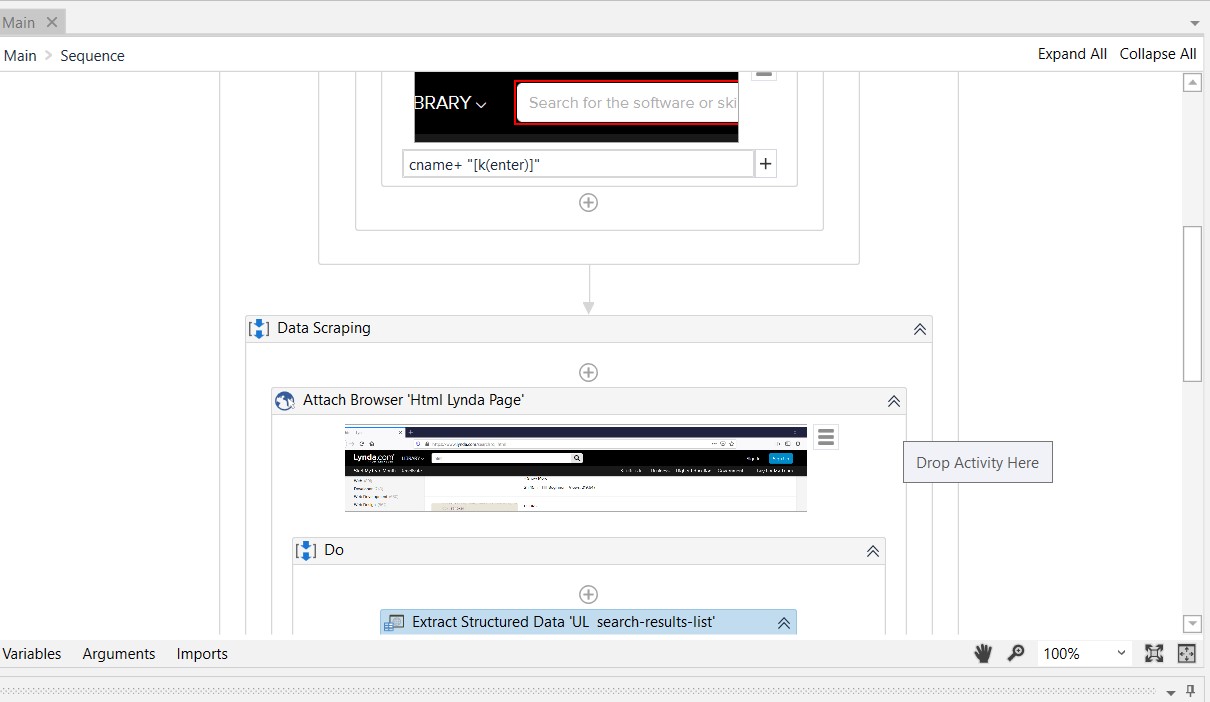 Main
Main > Sequence
Expand All Collapse All
BRARY
Search for the software or ski
cname+ "[k(enter)]"
Data Scraping
Attach Browser 'Html Lynda Page'
Lynda.com
LIBRARY
Drop Activity Here
Do
Extract Structured Data 'UL search-results-list'
Variables Arguments Imports
100%